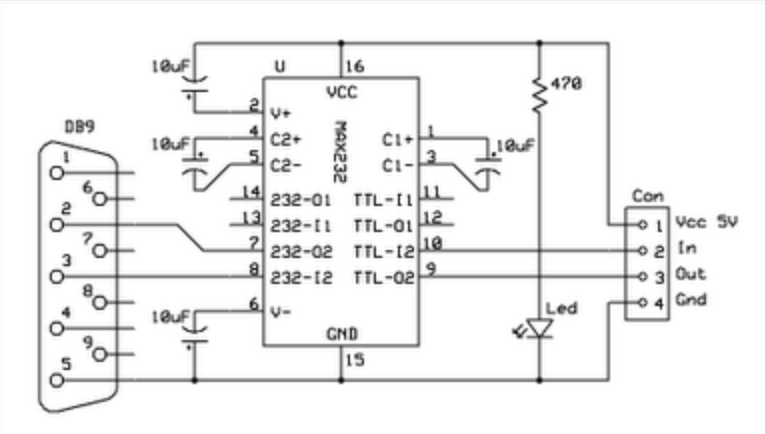 10uF
U
16
VCC
470
DB9
2 V+
10uF
4 C2+
C1+ 1
10uF
5 C2-
C1- 3
MAX232
1
6
14 232-O1
TTL-I1 11
Con
2
13 232-I1
TTL-O1 12
1 Vcc 5V
7
7 232-O2
TTL-I2 10
2 In
3
8 232-I2
TTL-O2 9
3 Out
8
10uF
6 V-
Led
4 Gnd
4
GND
9
15
5